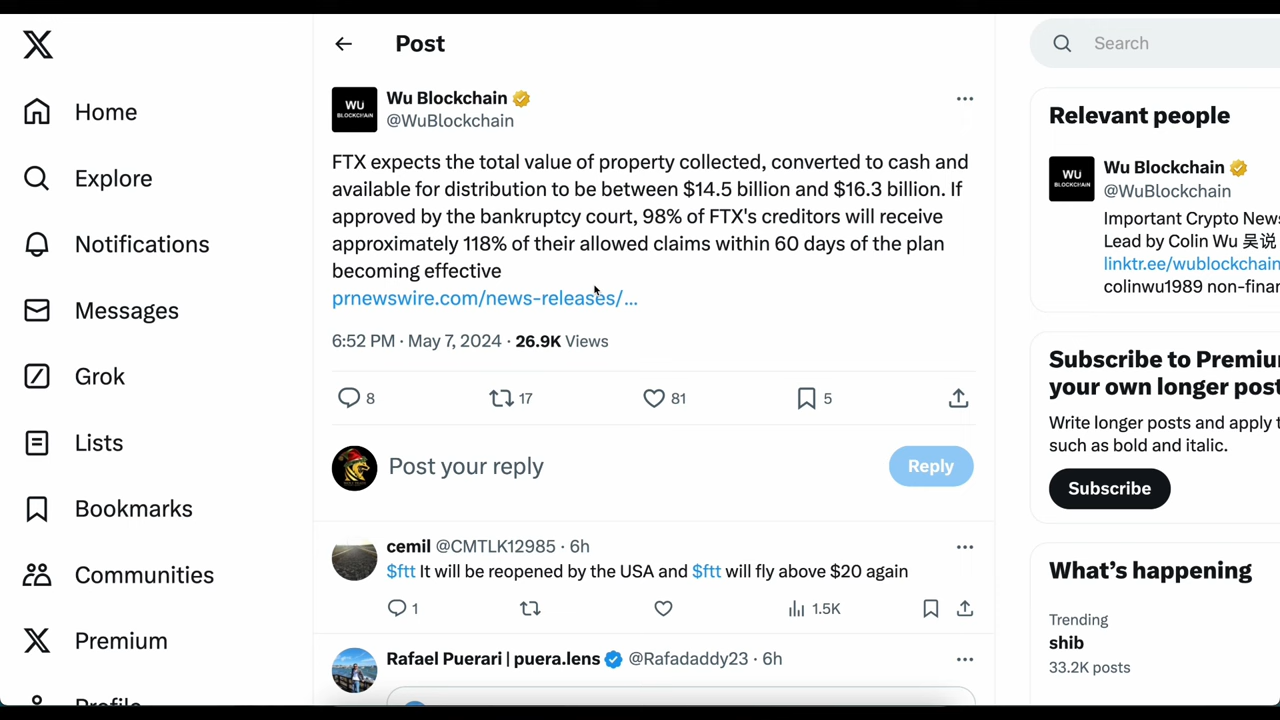 Home
Explore
Notifications
Messages
Grok
Lists
Bookmarks
Communities
Premium
Profile
Post
WU
BLOCKCHAIN
Wu Blockchain
@WuBlockchain
FTX expects the total value of property collected, converted to cash and
available for distribution to be between $14.5 billion and $16.3 billion. If
approved by the bankruptcy court, 98% of FTX's creditors will receive
approximately 118% of their allowed claims within 60 days of the plan
becoming effective
prnewswire.com/news-releases/…
6:52 PM · May 7, 2024 · 26.9K Views
8 17 81 5
Post your reply
Reply
cemil @CMTLK12985 · 6h
$ftt It will be reopened by the USA and $ftt will fly above $20 again
1 1.5K
Rafael Puerari | puera.lens @Rafadaddy23 · 6h
Search
Relevant people
WU
BLOCKCHAIN
Wu Blockchain
@WuBlockchain
Important Crypto News
Lead by Colin Wu 吴说
linktr.ee/wublockchain
colinwu1989 non-finan
Subscribe to Premiu
your own longer post
Write longer posts and apply t
such as bold and italic.
Subscribe
What's happening
Trending
shib
33.2K posts